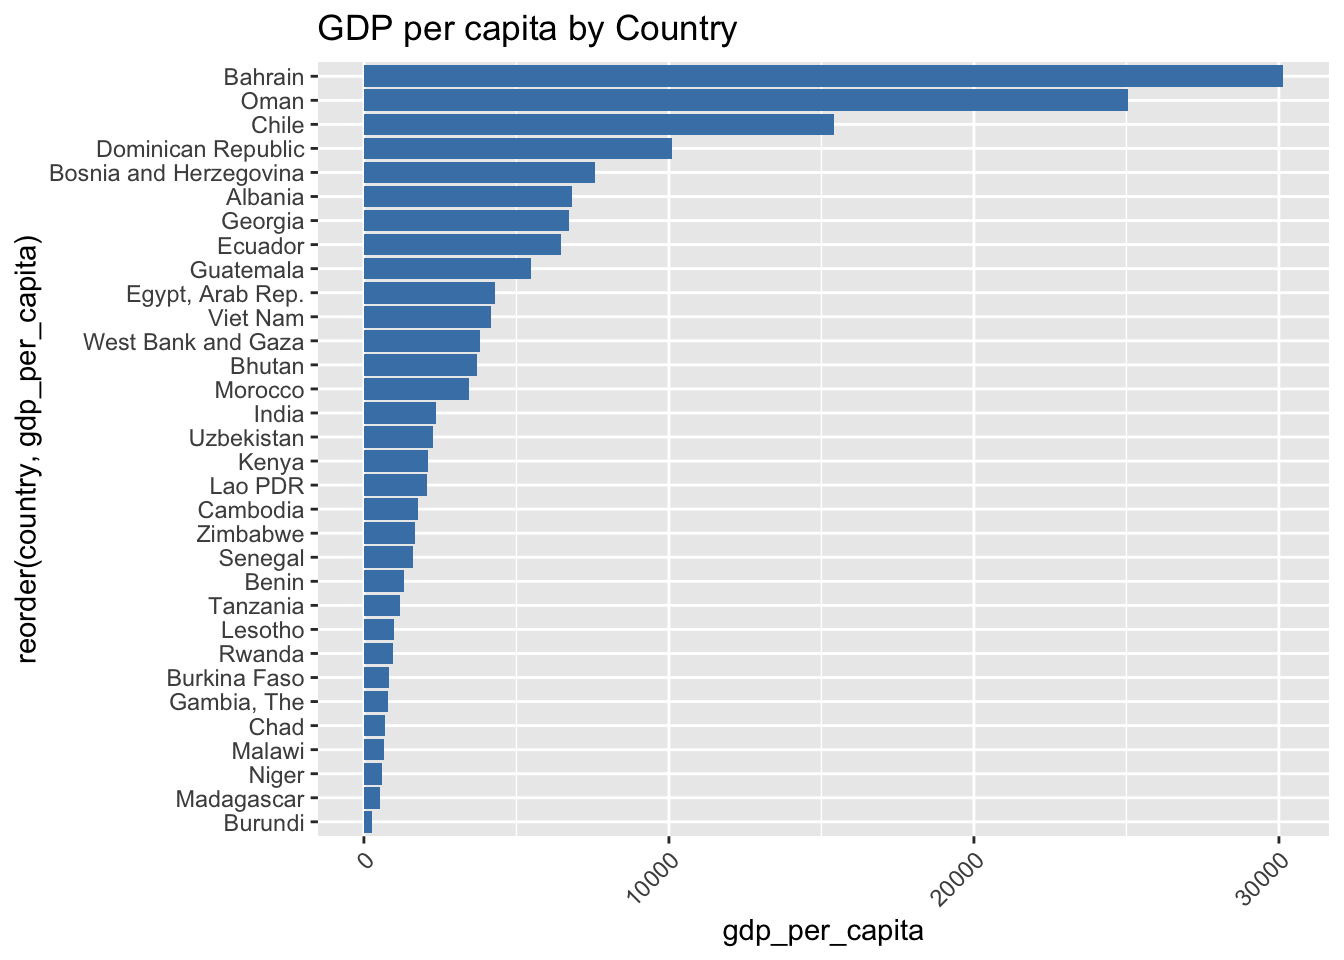 GDP per capita by Country
reorder(country, gdp_per_capita)
Bahrain
Oman
Chile
Dominican Republic
Bosnia and Herzegovina
Albania
Georgia
Ecuador
Guatemala
Egypt, Arab Rep.
Viet Nam
West Bank and Gaza
Bhutan
Morocco
India
Uzbekistan
Kenya
Lao PDR
Cambodia
Zimbabwe
Senegal
Benin
Tanzania
Lesotho
Rwanda
Burkina Faso
Gambia, The
Chad
Malawi
Niger
Madagascar
Burundi
0 10000 20000 30000
gdp_per_capita